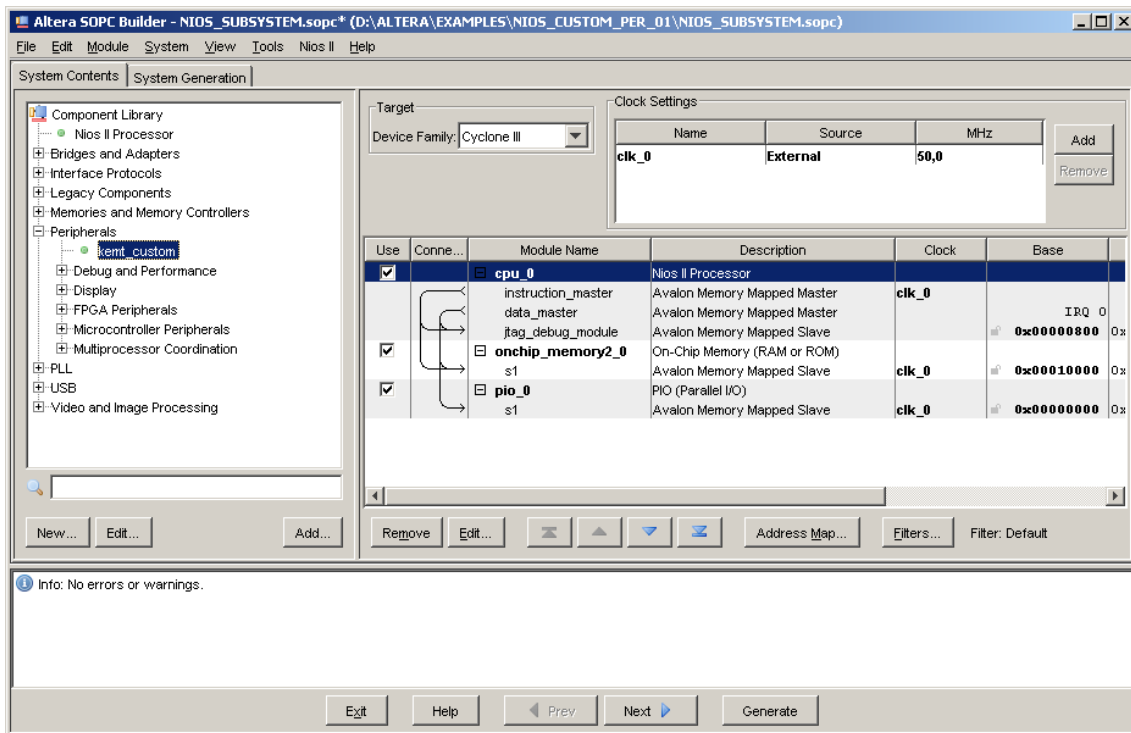 Altera SOPC Builder - NIOS_SUBSYSTEM.sopc* (D:\ALTERA\EXAMPLES\NIOS_CUSTOM_PER_01\NIOS_SUBSYSTEM.sopc)
File Edit Module System View Tools Nios II Help
System Contents System Generation
Component Library
Nios II Processor
Bridges and Adapters
Interface Protocols
Legacy Components
Memories and Memory Controllers
Peripherals
kemt_custom
Debug and Performance
Display
FPGA Peripherals
Microcontroller Peripherals
Multiprocessor Coordination
PLL
USB
Video and Image Processing
New... Edit... Add...
Target
Device Family: Cyclone III
Clock Settings
Name Source MHz
clk_0 External 50,0
Add
Remove
Use Conne... Module Name Description Clock Base
cpu_0 Nios II Processor
instruction_master Avalon Memory Mapped Master clk_0
data_master Avalon Memory Mapped Master IRQ 0
jtag_debug_module Avalon Memory Mapped Slave 0x00000800 0x
onchip_memory2_0 On-Chip Memory (RAM or ROM)
s1 Avalon Memory Mapped Slave clk_0 0x00010000 0x
pio_0 PIO (Parallel I/O)
s1 Avalon Memory Mapped Slave clk_0 0x00000000 0x
Remove Edit... Address Map... Filters... Filter: Default
Info: No errors or warnings.
Exit Help Prev Next Generate